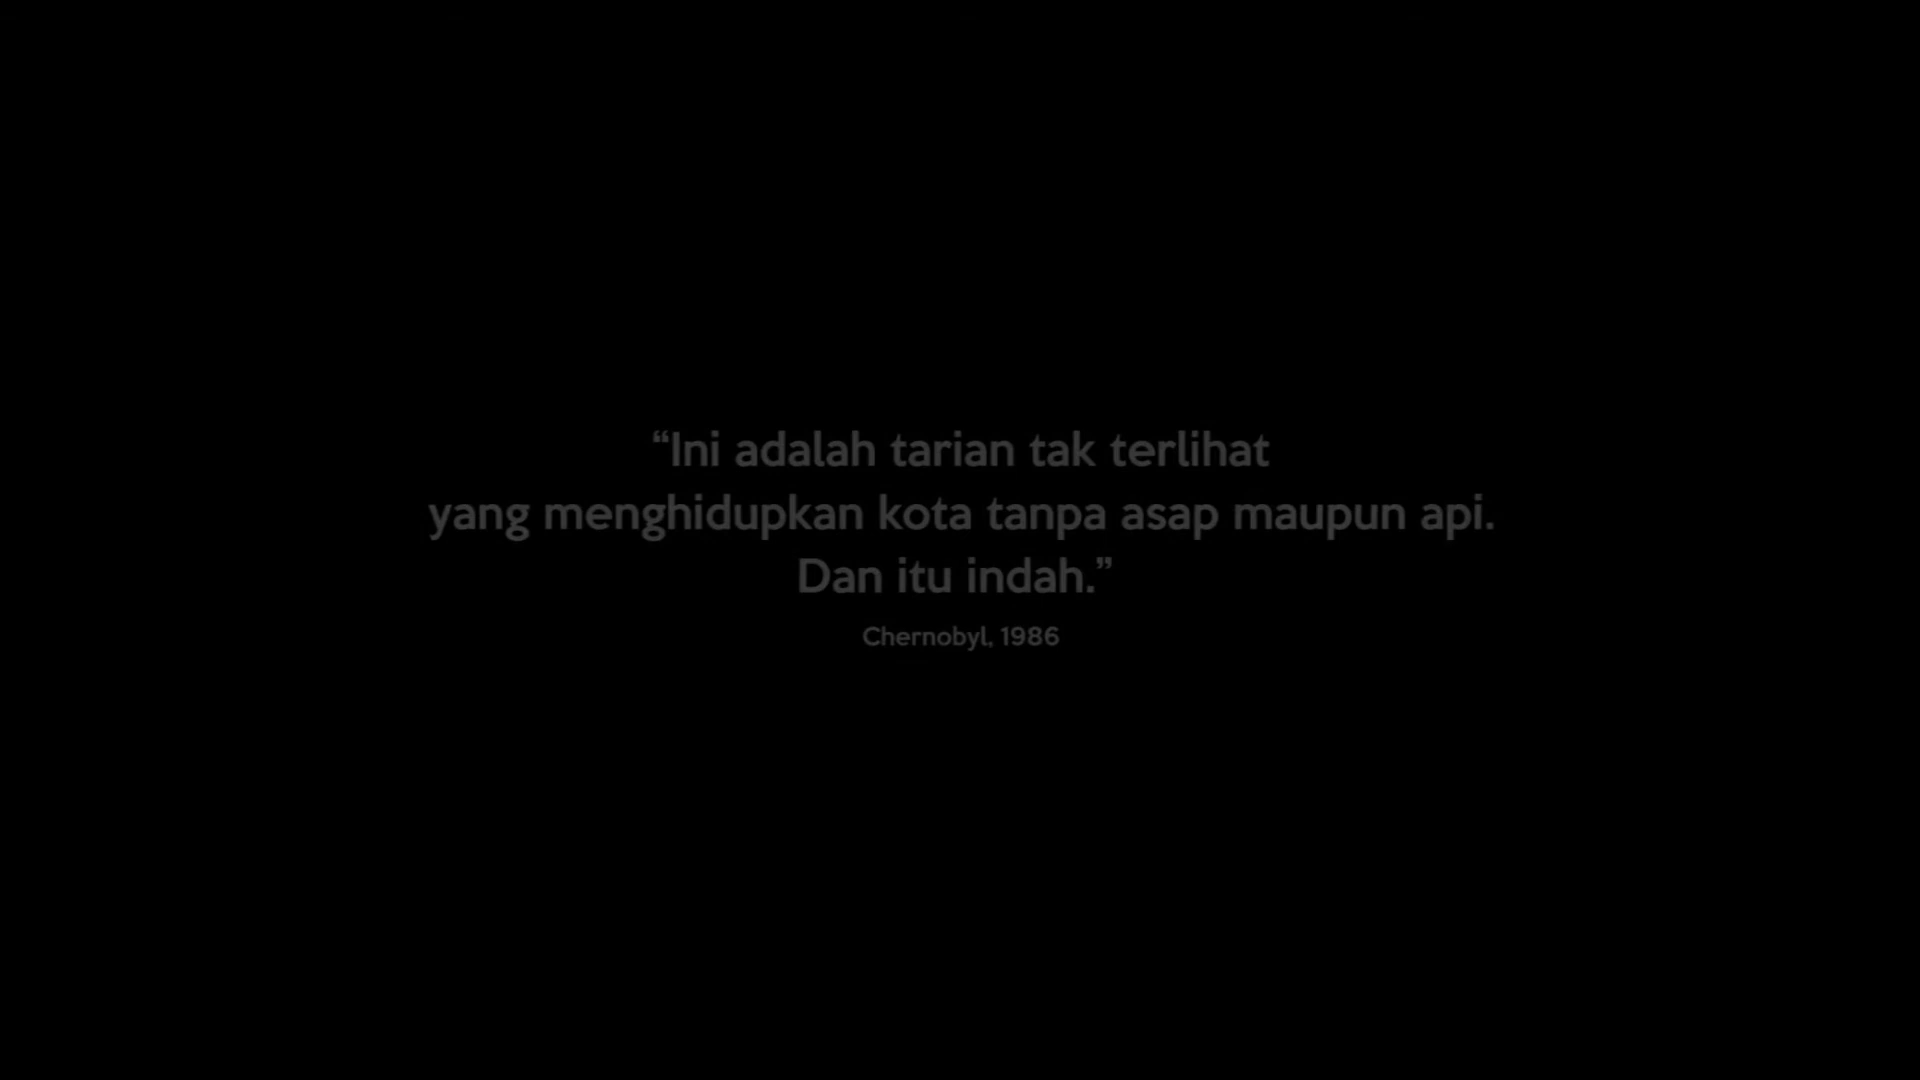 “Ini adalah tarian tak terlihat
yang menghidupkan kota tanpa asap maupun api.
Dan itu indah.”
Chernobyl, 1986